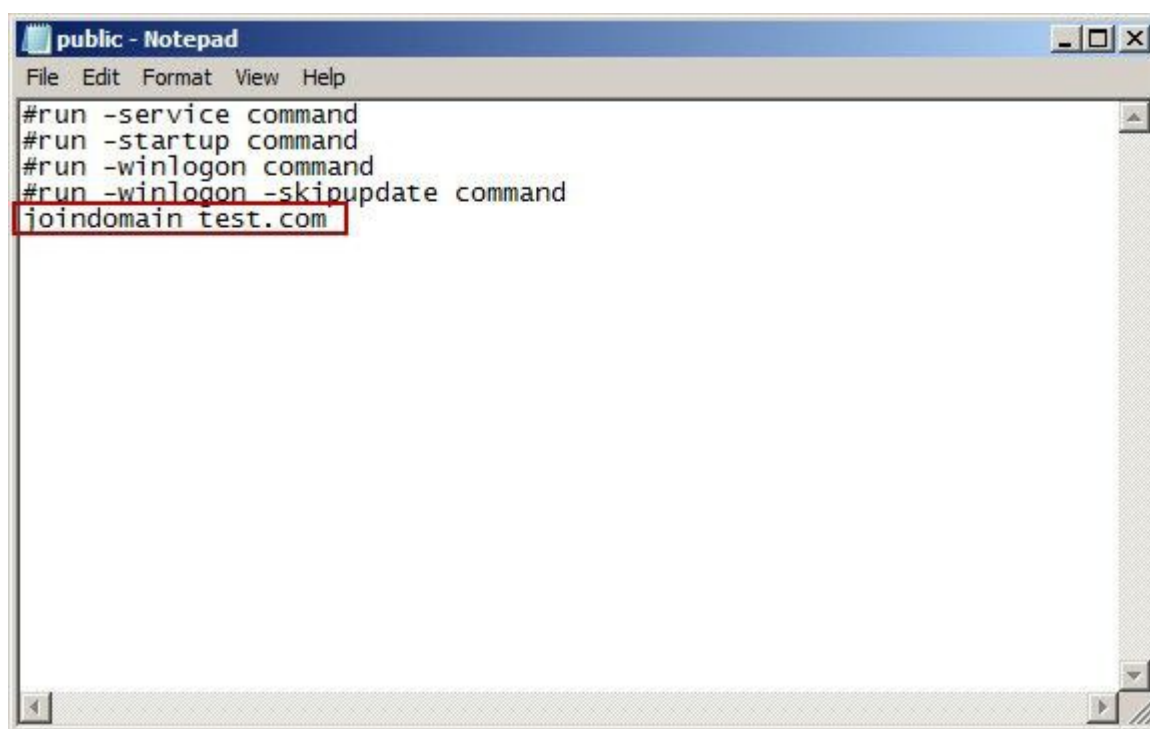 public - Notepad
File Edit Format View Help
#run -service command
#run -startup command
#run -winlogon command
#run -winlogon -skipupdate command
joindomain test.com